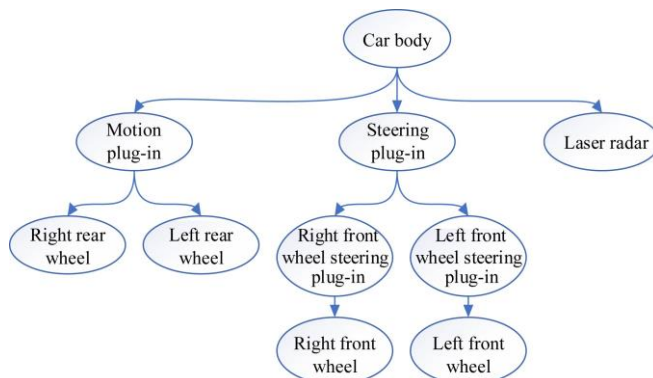 Car body
Motion
plug-in
Steering
plug-in
Laser radar
Right rear
wheel
Left rear
wheel
Right front
wheel steering
plug-in
Left front
wheel steering
plug-in
Right front
wheel
Left front
wheel